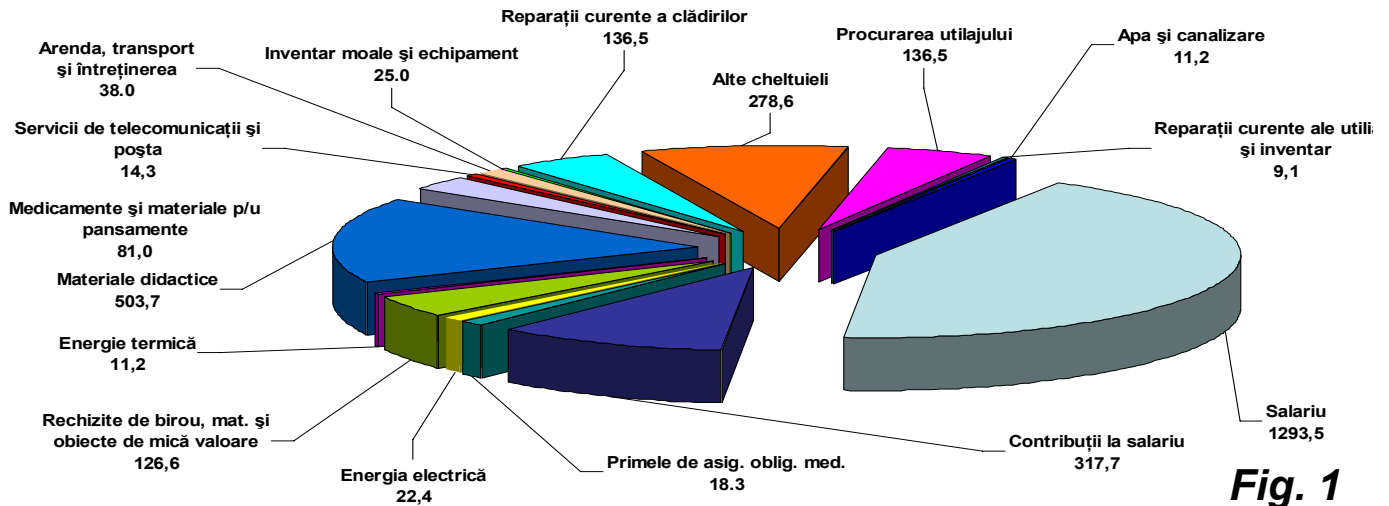 Reparații curente a clădirilor
136,5
Arenda, transport
și întreținerea
38.0
Inventar moale și echipament
25.0
Alte cheltuieli
278,6
Procurarea utilajului
136,5
Apa și canalizare
11,2
Servicii de telecomunicații și
poșta
14,3
Reparații curente ale utilia
și inventar
9,1
Medicamente și materiale p/u
pansamente
81,0
Materiale didactice
503,7
Energie termică
11,2
Rechizite de birou, mat. și
obiecte de mică valoare
126,6
Energia electrică
22,4
Primele de asig. oblig. med.
18.3
Contribuții la salariu
317,7
Salariu
1293,5
Fig. 1